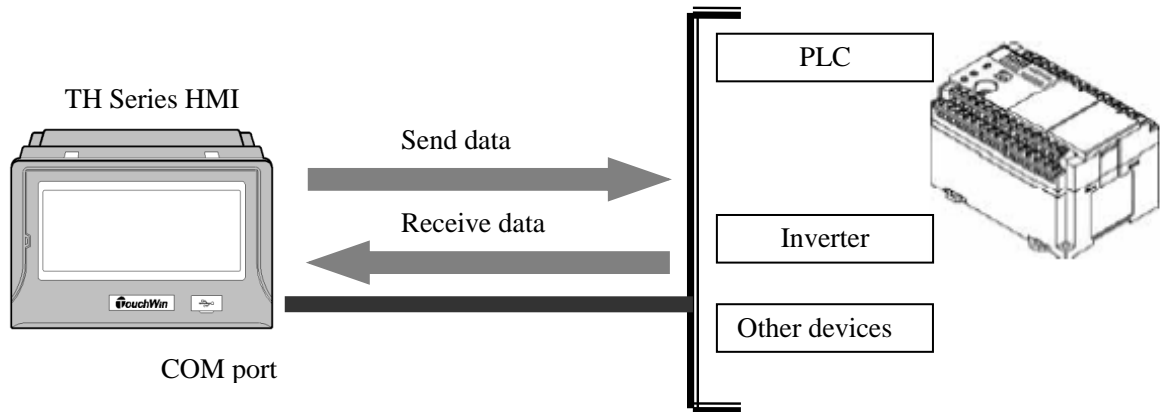 PLC
TH Series HMI
Send data
Receive data
Inverter
TouchWin
Other devices
COM port